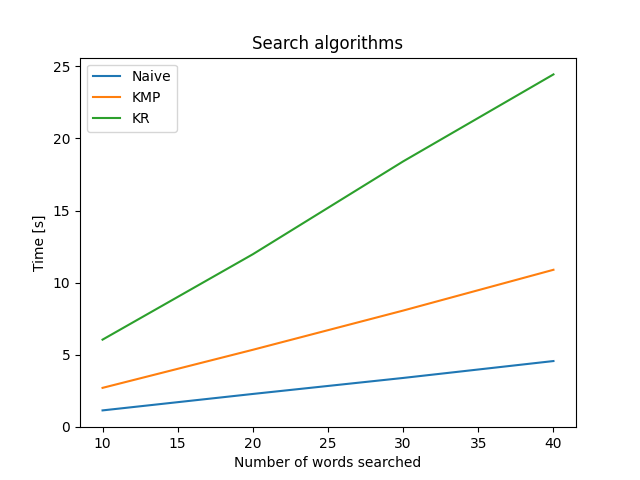 Search algorithms
Naive
KMP
KR
Time [s]
25
20
15
10
5
0
10 15 20 25 30 35 40
Number of words searched